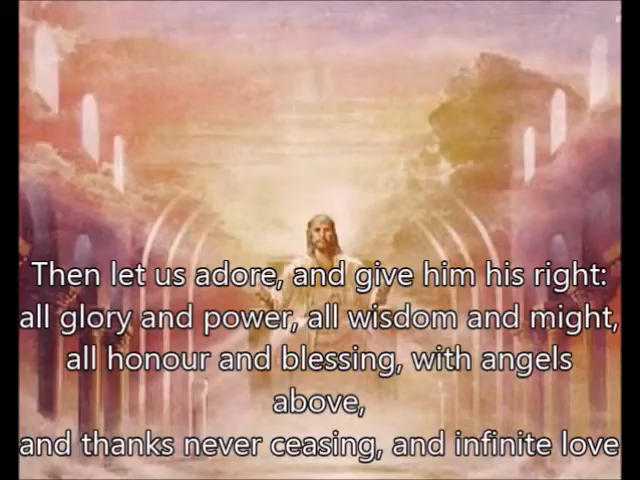 Then let us adore, and give him his right:
all glory and power, all wisdom and might,
all honour and blessing, with angels
above,
and thanks never ceasing, and infinite love